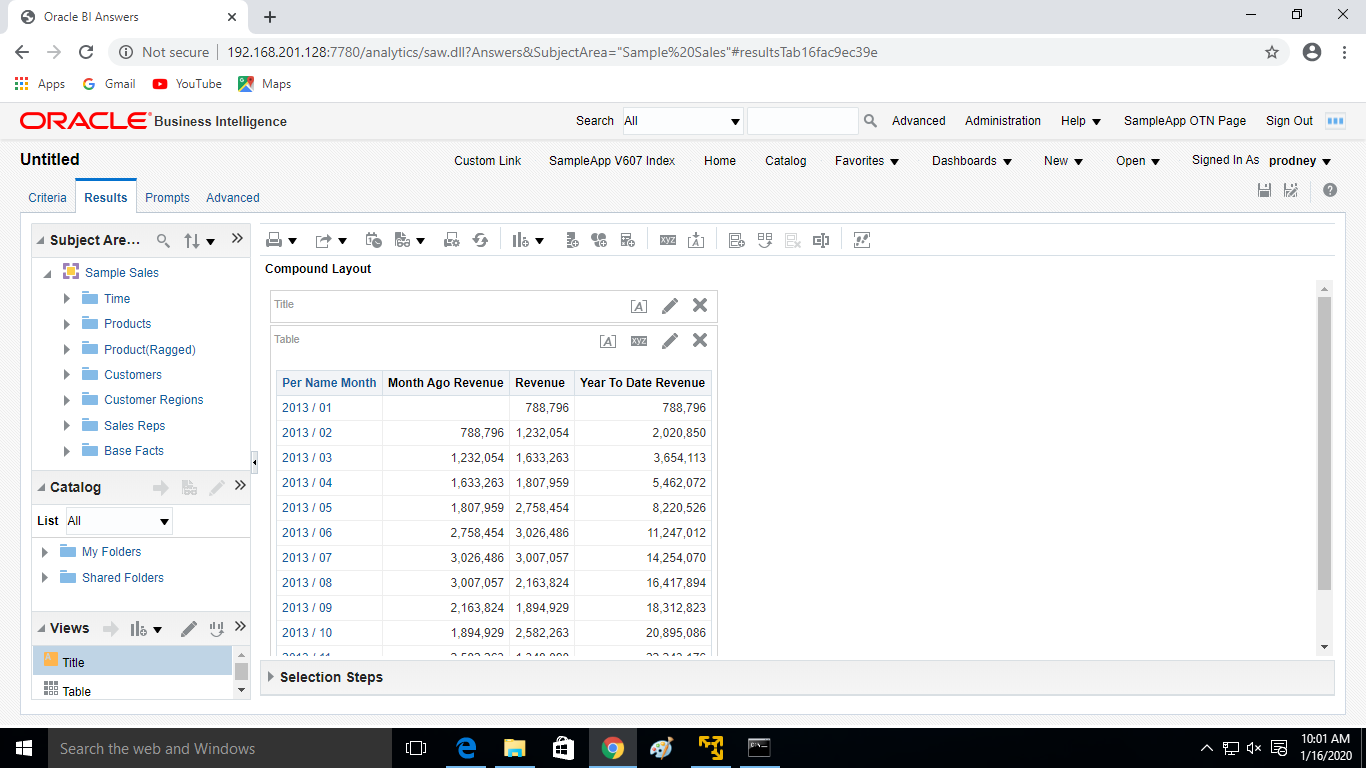 Oracle BI Answers
Not secure 192.168.201.128:7780/analytics/saw.dll?Answers&SubjectArea="Sample%20Sales"#resultsTab16fac9ec39e
Apps Gmail YouTube Maps
ORACLE Business Intelligence
Search All Advanced Administration Help SampleApp OTN Page Sign Out
Untitled
Custom Link SampleApp V607 Index Home Catalog Favorites Dashboards New Open Signed In As prodney
Criteria Results Prompts Advanced
Subject Are...
Sample Sales
Time
Products
Product(Ragged)
Customers
Customer Regions
Sales Reps
Base Facts
Catalog
List All
My Folders
Shared Folders
Views
Title
Table
xyz
Compound Layout
Title
Table
xyz
Per Name Month Month Ago Revenue Revenue Year To Date Revenue
2013 / 01 788,796 788,796
2013 / 02 788,796 1,232,054 2,020,850
2013 / 03 1,232,054 1,633,263 3,654,113
2013 / 04 1,633,263 1,807,959 5,462,072
2013 / 05 1,807,959 2,758,454 8,220,526
2013 / 06 2,758,454 3,026,486 11,247,012
2013 / 07 3,026,486 3,007,057 14,254,070
2013 / 08 3,007,057 2,163,824 16,417,894
2013 / 09 2,163,824 1,894,929 18,312,823
2013 / 10 1,894,929 2,582,263 20,895,086
Selection Steps
Search the web and Windows
10:01 AM
1/16/2020